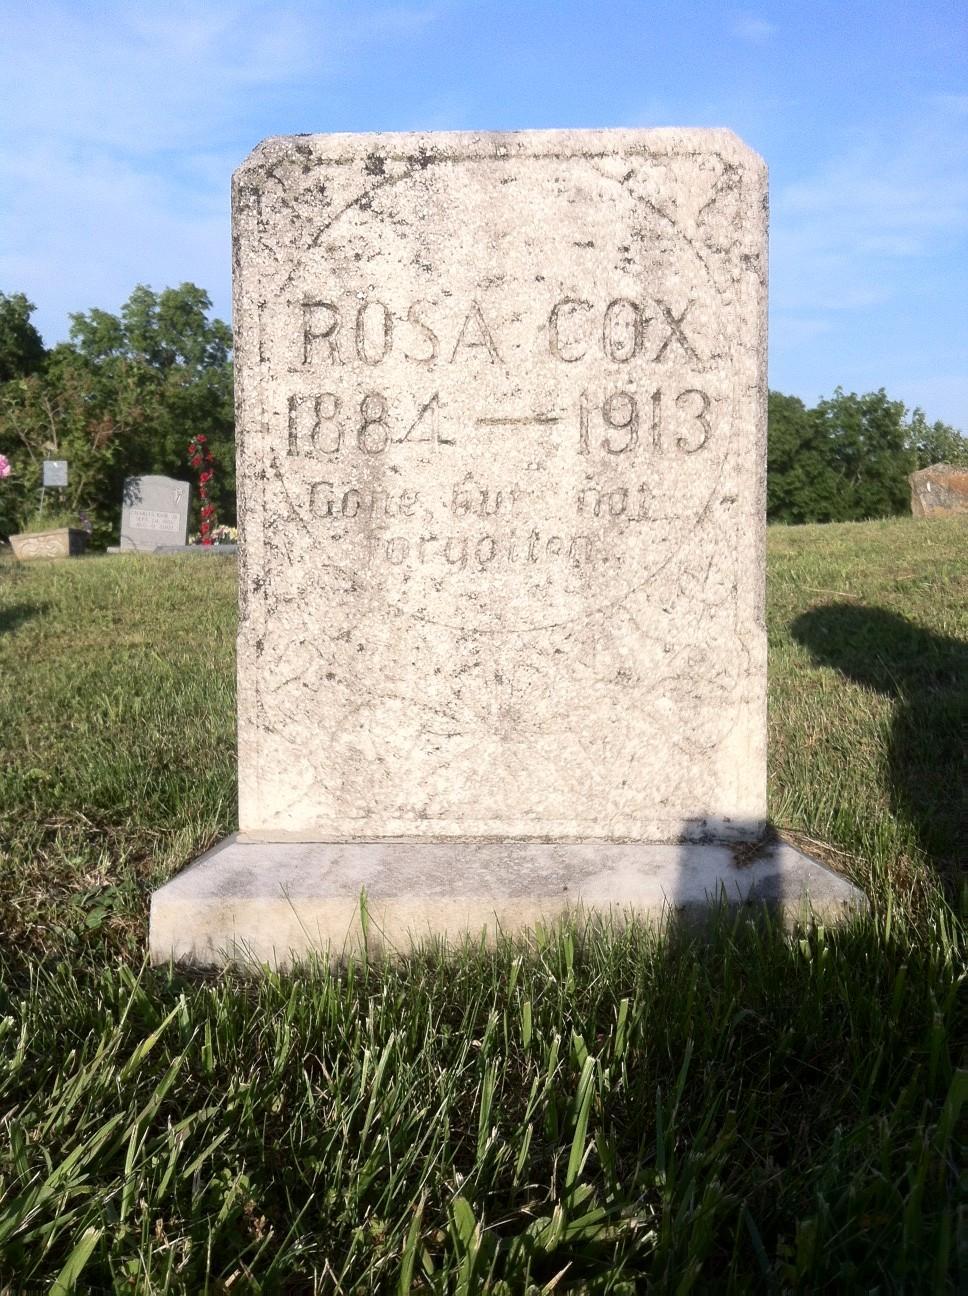 ROSA COX
1884 — 1913
Gone, but not
forgotten.